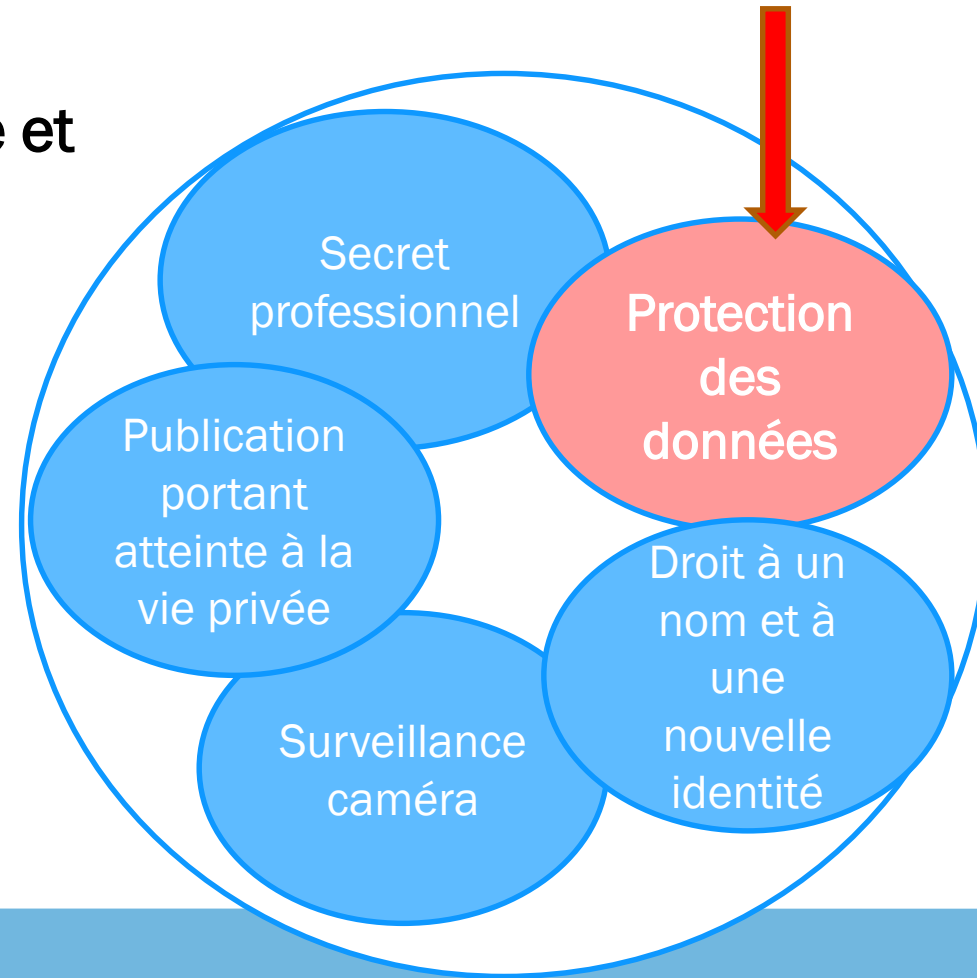 e et
Secret
professionnel
Protection
des
données
Publication
portant
atteinte à la
vie privée
Droit à un
nom et à
une
nouvelle
identité
Surveillance
caméra